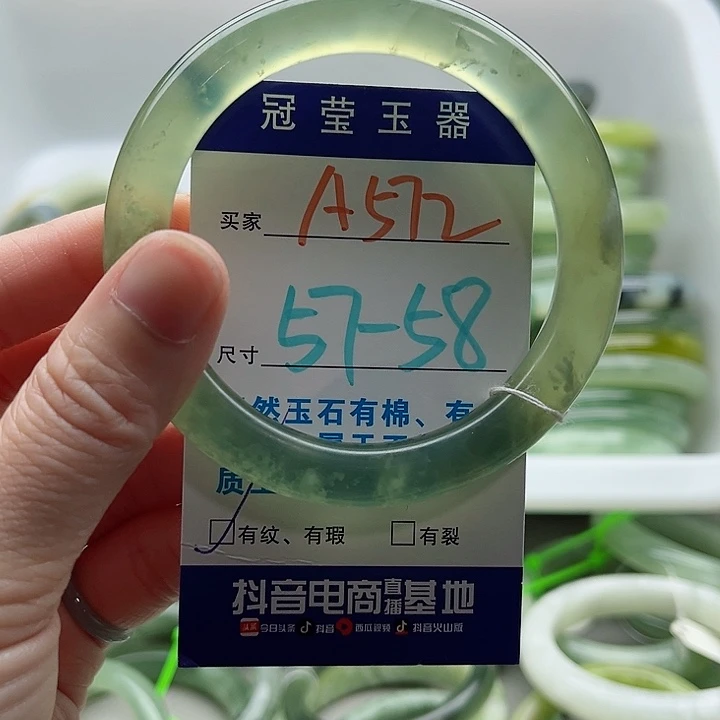 冠莹玉器
买家 A572
尺寸 57-58
然玉石有棉、有
质
有纹、有瑕 有裂
抖音电商直播基地
头条 今日头条 抖音 西瓜视频 抖音火山版